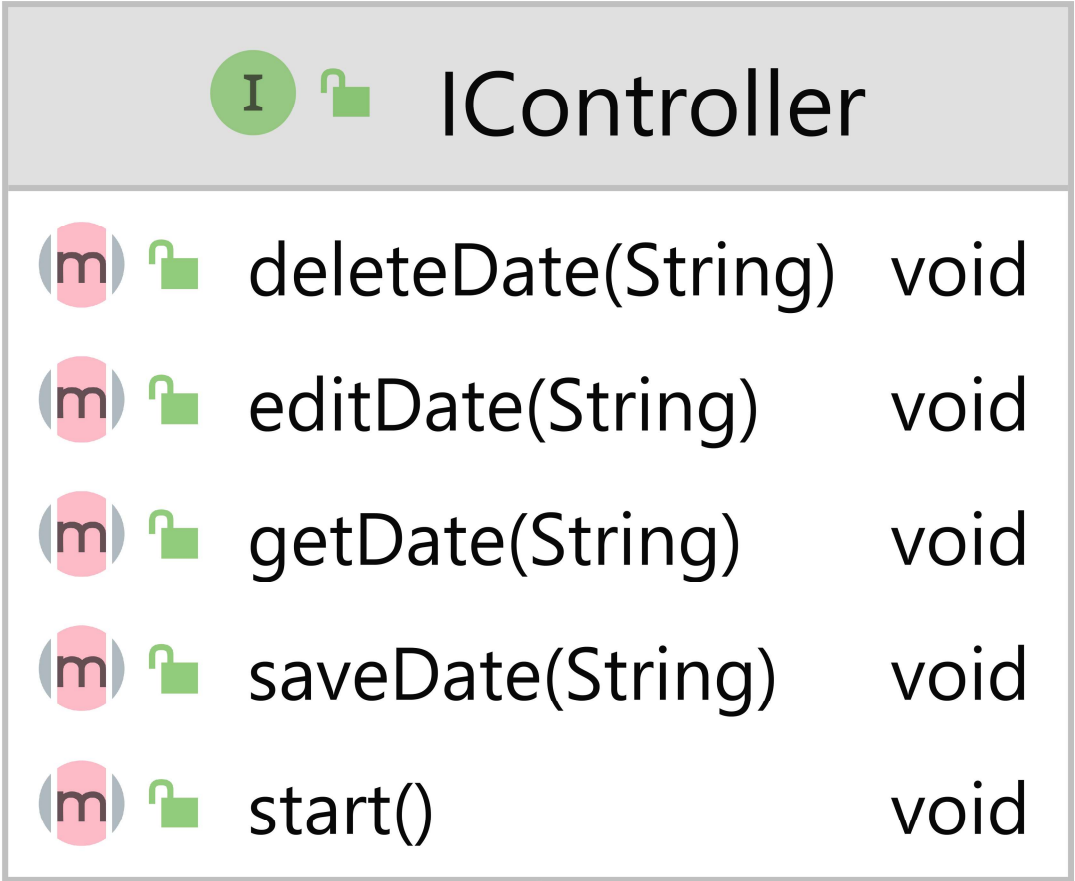 I IController
m deleteDate(String) void
m editDate(String) void
m getDate(String) void
m saveDate(String) void
m start() void